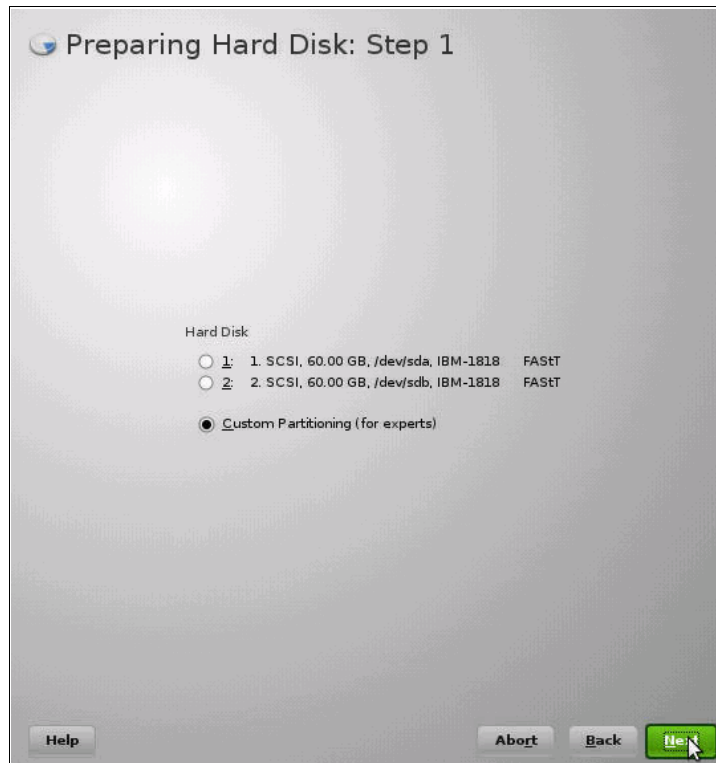 Preparing Hard Disk: Step 1
Hard Disk
1: 1. SCSI, 60.00 GB, /dev/sda, IBM-1818 FAStT
2: 2. SCSI, 60.00 GB, /dev/sdb, IBM-1818 FAStT
Custom Partitioning (for experts)
Help Abort Back Next